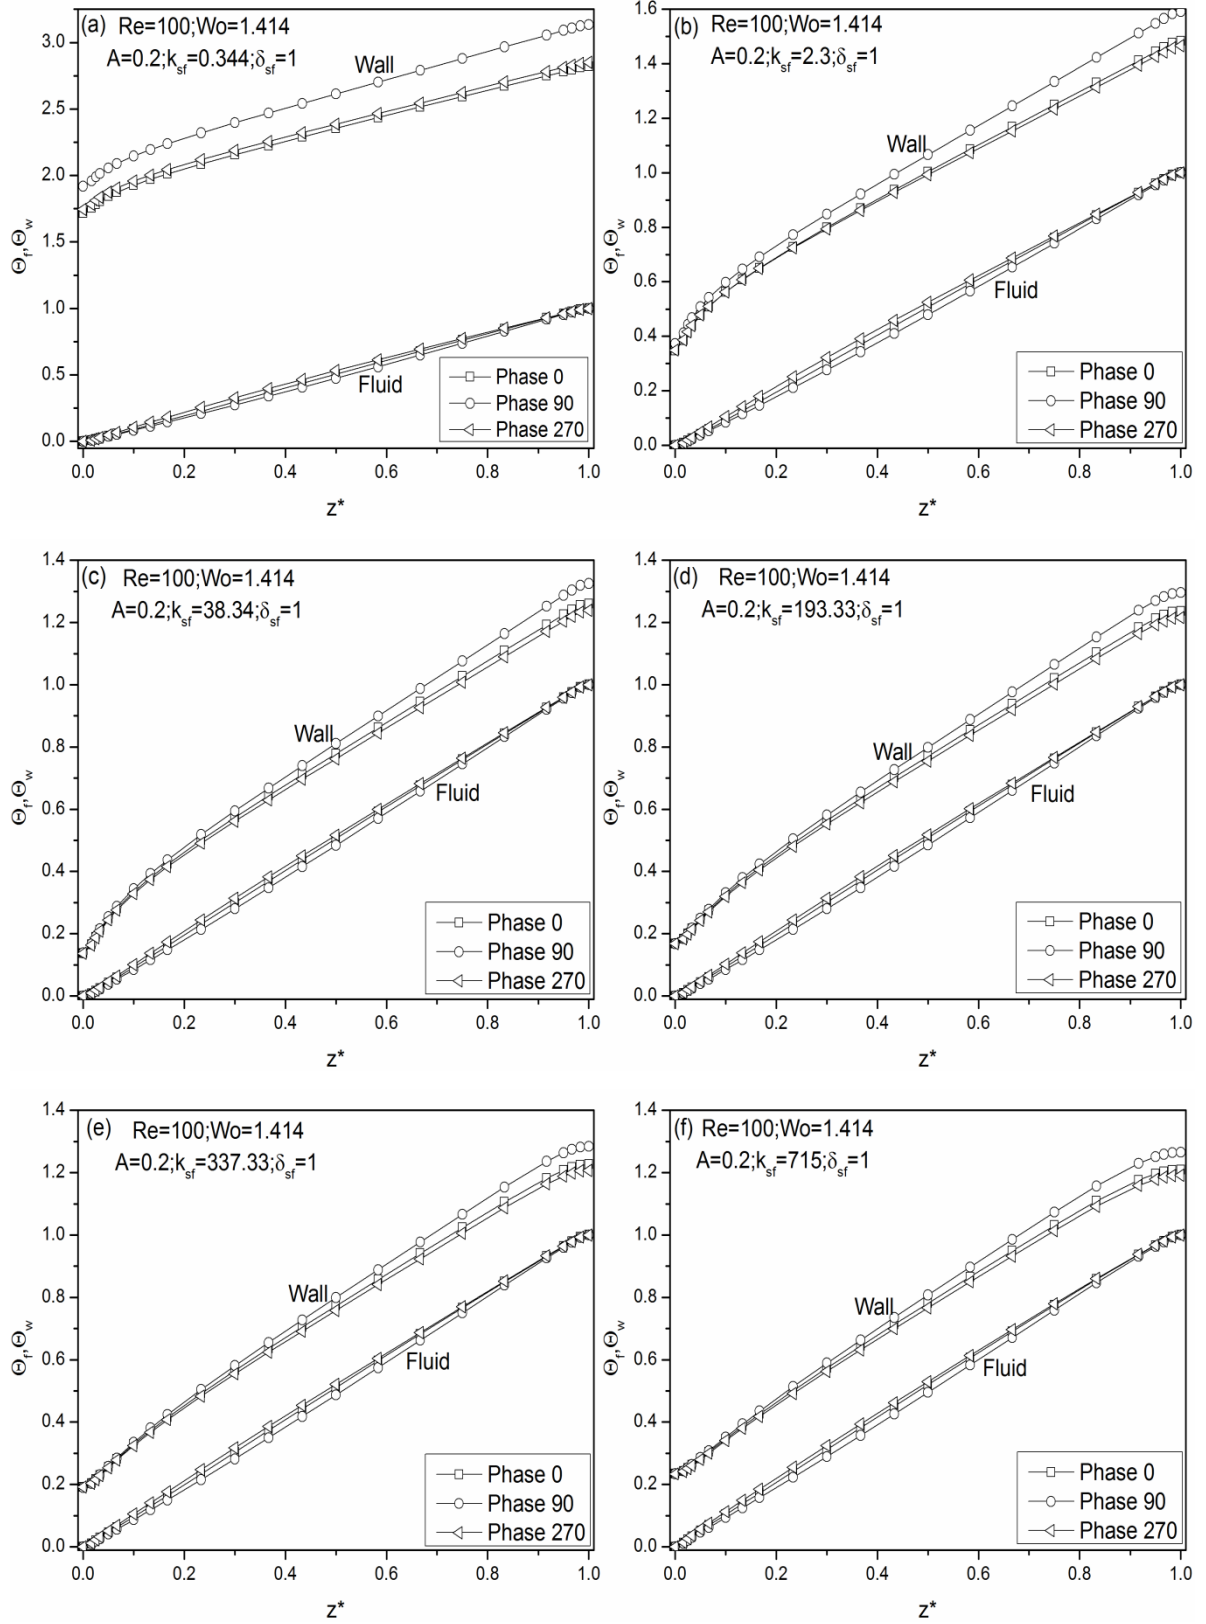 (a) Re=100;Wo=1.414
A=0.2;k_sf=0.344;δ_sf=1
Wall
Fluid
Phase 0
Phase 90
Phase 270
3.0
2.5
2.0
1.5
1.0
0.5
0.0
Θ_f,Θ_w
0.0 0.2 0.4 0.6 0.8 1.0
z*
(b) Re=100;Wo=1.414
A=0.2;k_sf=2.3;δ_sf=1
Wall
Fluid
Phase 0
Phase 90
Phase 270
1.6
1.4
1.2
1.0
0.8
0.6
0.4
0.2
0.0
Θ_f,Θ_w
0.0 0.2 0.4 0.6 0.8 1.0
z*
(c) Re=100;Wo=1.414
A=0.2;k_sf=38.34;δ_sf=1
Wall
Fluid
Phase 0
Phase 90
Phase 270
1.4
1.2
1.0
0.8
0.6
0.4
0.2
0.0
Θ_f,Θ_w
0.0 0.2 0.4 0.6 0.8 1.0
z*
(d) Re=100;Wo=1.414
A=0.2;k_sf=193.33;δ_sf=1
Wall
Fluid
Phase 0
Phase 90
Phase 270
1.4
1.2
1.0
0.8
0.6
0.4
0.2
0.0
Θ_f,Θ_w
0.0 0.2 0.4 0.6 0.8 1.0
z*
(e) Re=100;Wo=1.414
A=0.2;k_sf=337.33;δ_sf=1
Wall
Fluid
Phase 0
Phase 90
Phase 270
1.4
1.2
1.0
0.8
0.6
0.4
0.2
0.0
Θ_f,Θ_w
0.0 0.2 0.4 0.6 0.8 1.0
z*
(f) Re=100;Wo=1.414
A=0.2;k_sf=715;δ_sf=1
Wall
Fluid
Phase 0
Phase 90
Phase 270
1.4
1.2
1.0
0.8
0.6
0.4
0.2
0.0
Θ_f,Θ_w
0.0 0.2 0.4 0.6 0.8 1.0
z*